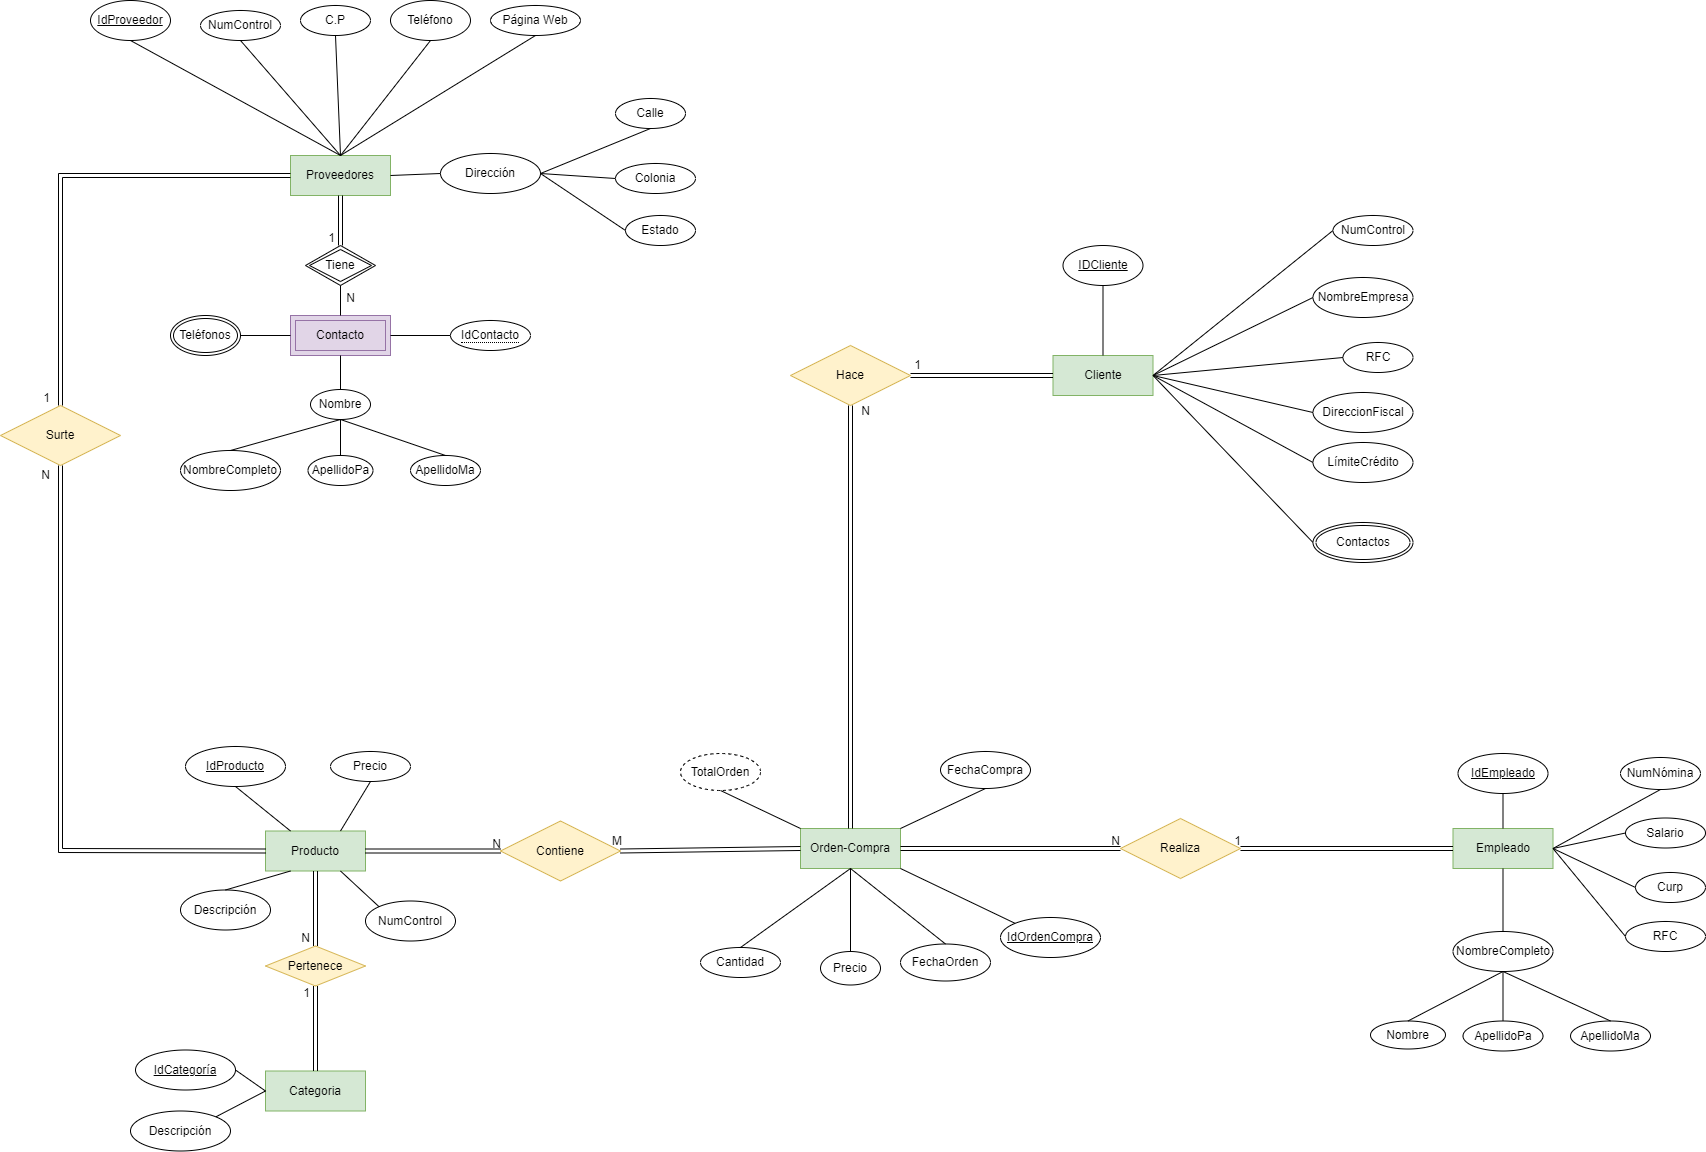 IdProveedor
NumControl
C.P
Teléfono
Página Web
Calle
Proveedores
Dirección
Colonia
Estado
1
Tiene
N
Teléfonos
Contacto
IdContacto
Nombre
NombreCompleto
ApellidoPa
ApellidoMa
1
Surte
N
NumControl
IDCliente
NombreEmpresa
RFC
Hace
1
Cliente
N
DireccionFiscal
LímiteCrédito
Contactos
IdProducto
Precio
TotalOrden
FechaCompra
IdEmpleado
NumNómina
Producto
N
Contiene
M
Orden-Compra
N
Realiza
1
Empleado
Salario
Curp
RFC
Descripción
NumControl
N
Pertenece
1
Cantidad
Precio
FechaOrden
IdOrdenCompra
NombreCompleto
Nombre
ApellidoPa
ApellidoMa
IdCategoría
Categoria
Descripción